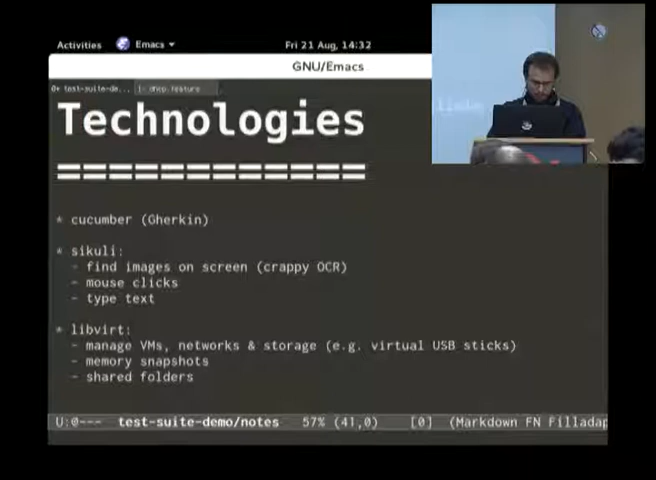 Activities Emacs Fri 21 Aug, 14:32
GNU/Emacs
Technologies
==============
* cucumber (Gherkin)
* sikuli:
- find images on screen (crappy OCR)
- mouse clicks
- type text
* libvirt:
- manage VMs, networks & storage (e.g. virtual USB sticks)
- memory snapshots
- shared folders
U:@--- test-suite-demo/notes 57% (41,0) [0] (Markdown FN Filladap